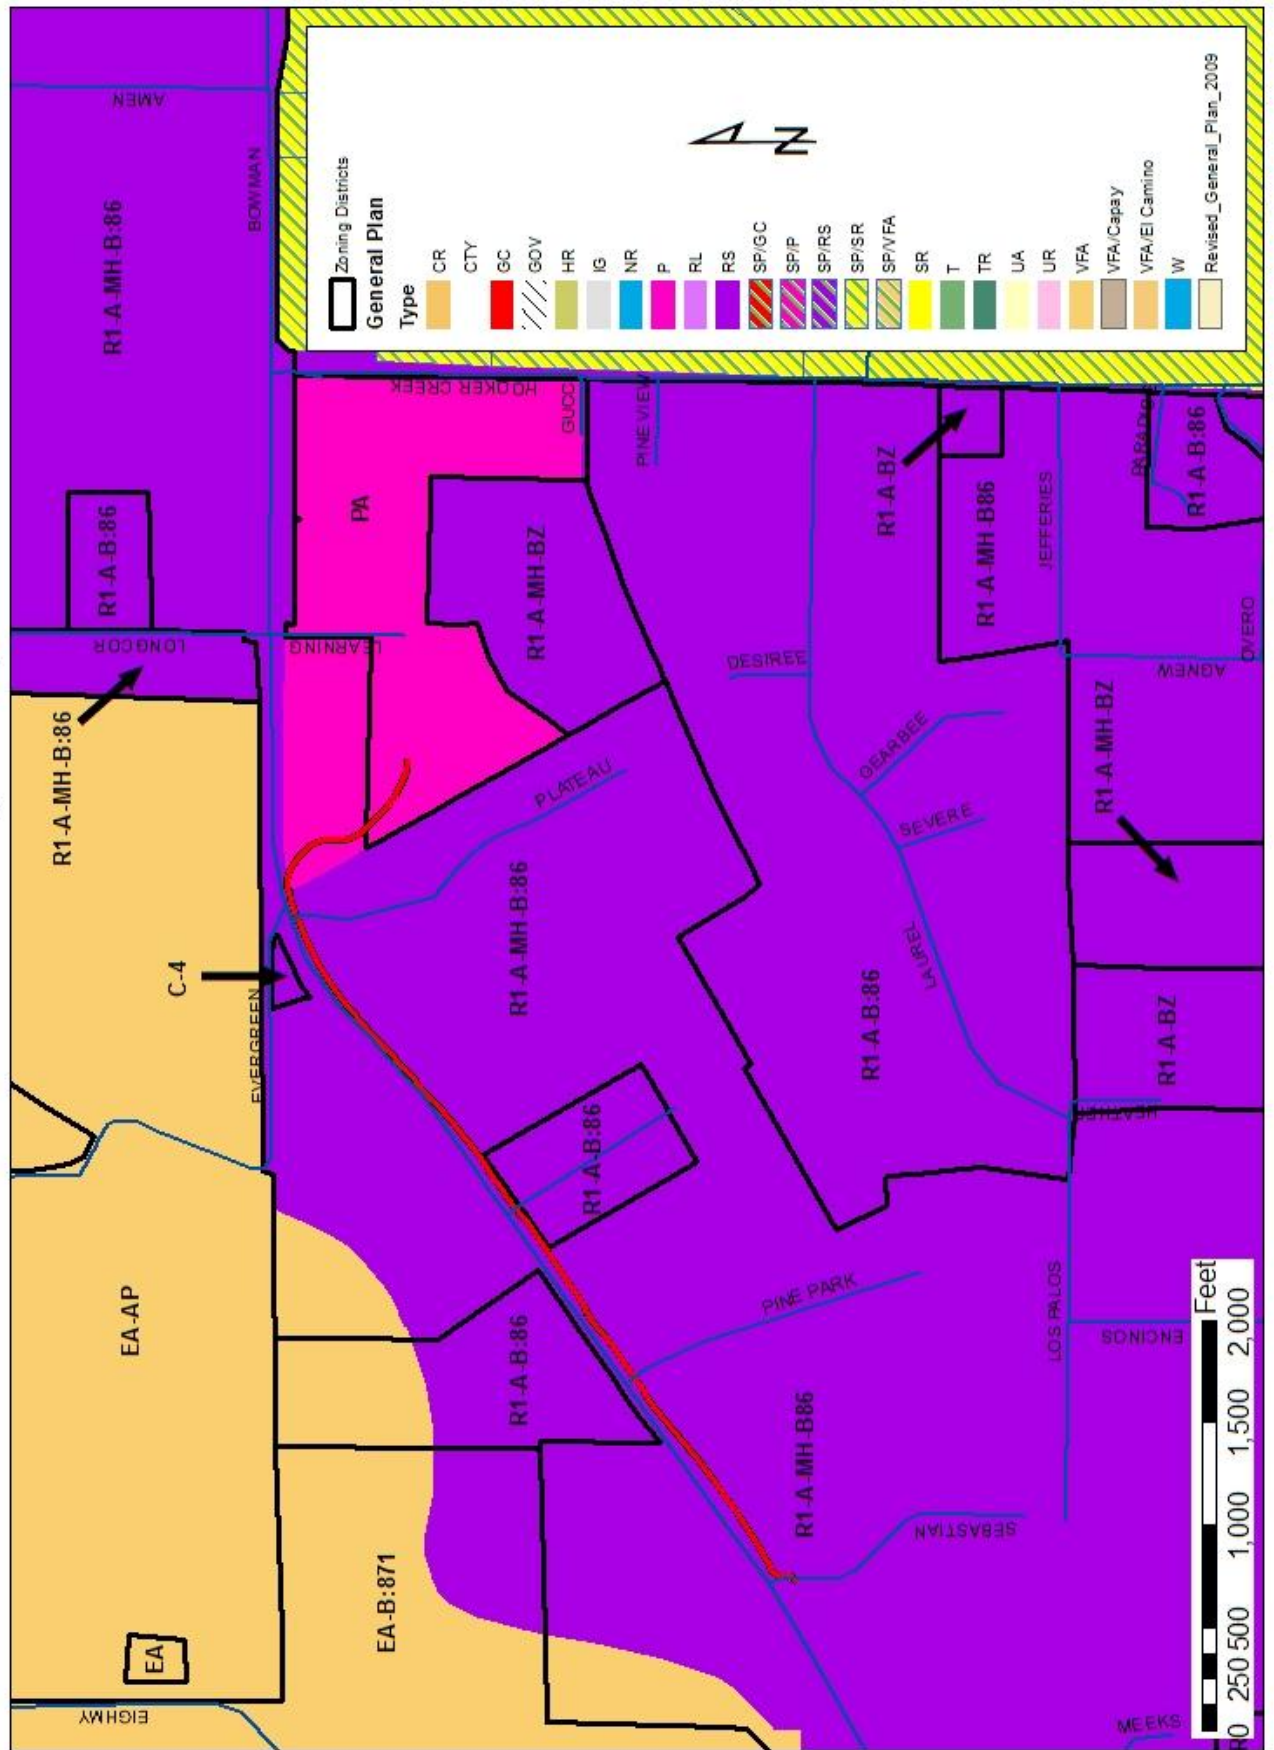 AMEN
BOWMAN
R1-A-MH-B:86
R1-A-B:86
LONGCOR
R1-A-MH-B:86
C-4
EVERGREEN
EA-AP
EA
EIGHMY
EA-B:871
HOOKER CREEK
GUCCI
PA
LEARNING
R1-A-MH-BZ
PINE VIEW
PLATEAU
R1-A-MH-B:86
R1-A-B:86
R1-A-B:86
DESIREE
GEARBEE
SEVERE
LAUREL
R1-A-B:86
PINE PARK
R1-A-MH-B86
SEBASTIAN
R1-A-BZ
R1-A-MH-B86
JEFFERIES
R1-A-B:86
OVERO
AGNEW
R1-A-MH-BZ
R1-A-BZ
LOS PALOS
ENCINOS
MEEKS
Zoning Districts
General Plan
Type
CR
CTY
GC
GOV
HR
IG
NR
P
RL
RS
SP/GC
SP/P
SP/RS
SP/SR
SP/VFA
SR
T
TR
UA
UR
VFA
VFA/Capay
VFA/El Camino
W
Revised_General_Plan_2009
N
Feet
0 250 500 1,000 1,500 2,000